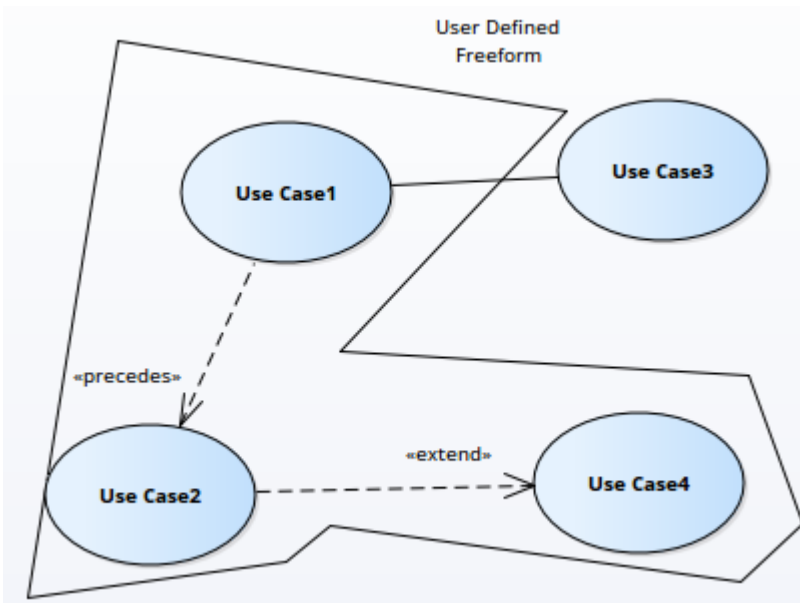 User Defined
Freeform
Use Case3
Use Case1
«precedes»
«extend»
Use Case4
Use Case2